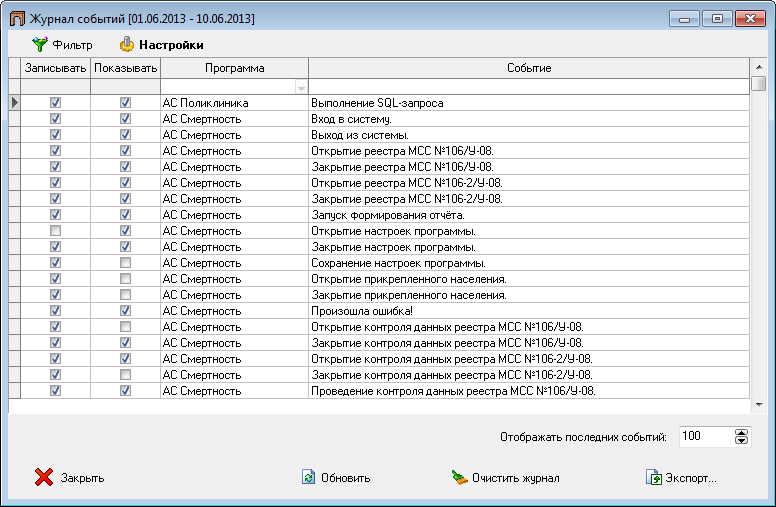 Журнал событий [01.06.2013 - 10.06.2013]
Фильтр Настройки
Записывать Показывать Программа Событие
АС Поликлиника Выполнение SQL-запроса
АС Смертность Вход в систему.
АС Смертность Выход из системы.
АС Смертность Открытие реестра МСС №106/У-08.
АС Смертность Закрытие реестра МСС №106/У-08.
АС Смертность Открытие реестра МСС №106-2/У-08.
АС Смертность Закрытие реестра МСС №106-2/У-08.
АС Смертность Запуск формирования отчёта.
АС Смертность Открытие настроек программы.
АС Смертность Закрытие настроек программы.
АС Смертность Сохранение настроек программы.
АС Смертность Открытие прикрепленного населения.
АС Смертность Закрытие прикрепленного населения.
АС Смертность Произошла ошибка!
АС Смертность Открытие контроля данных реестра МСС №106/У-08.
АС Смертность Закрытие контроля данных реестра МСС №106/У-08.
АС Смертность Открытие контроля данных реестра МСС №106-2/У-08.
АС Смертность Закрытие контроля данных реестра МСС №106-2/У-08.
АС Смертность Проведение контроля данных реестра МСС №106/У-08.
Отображать последних событий: 100
Закрыть Обновить Очистить журнал Экспорт...